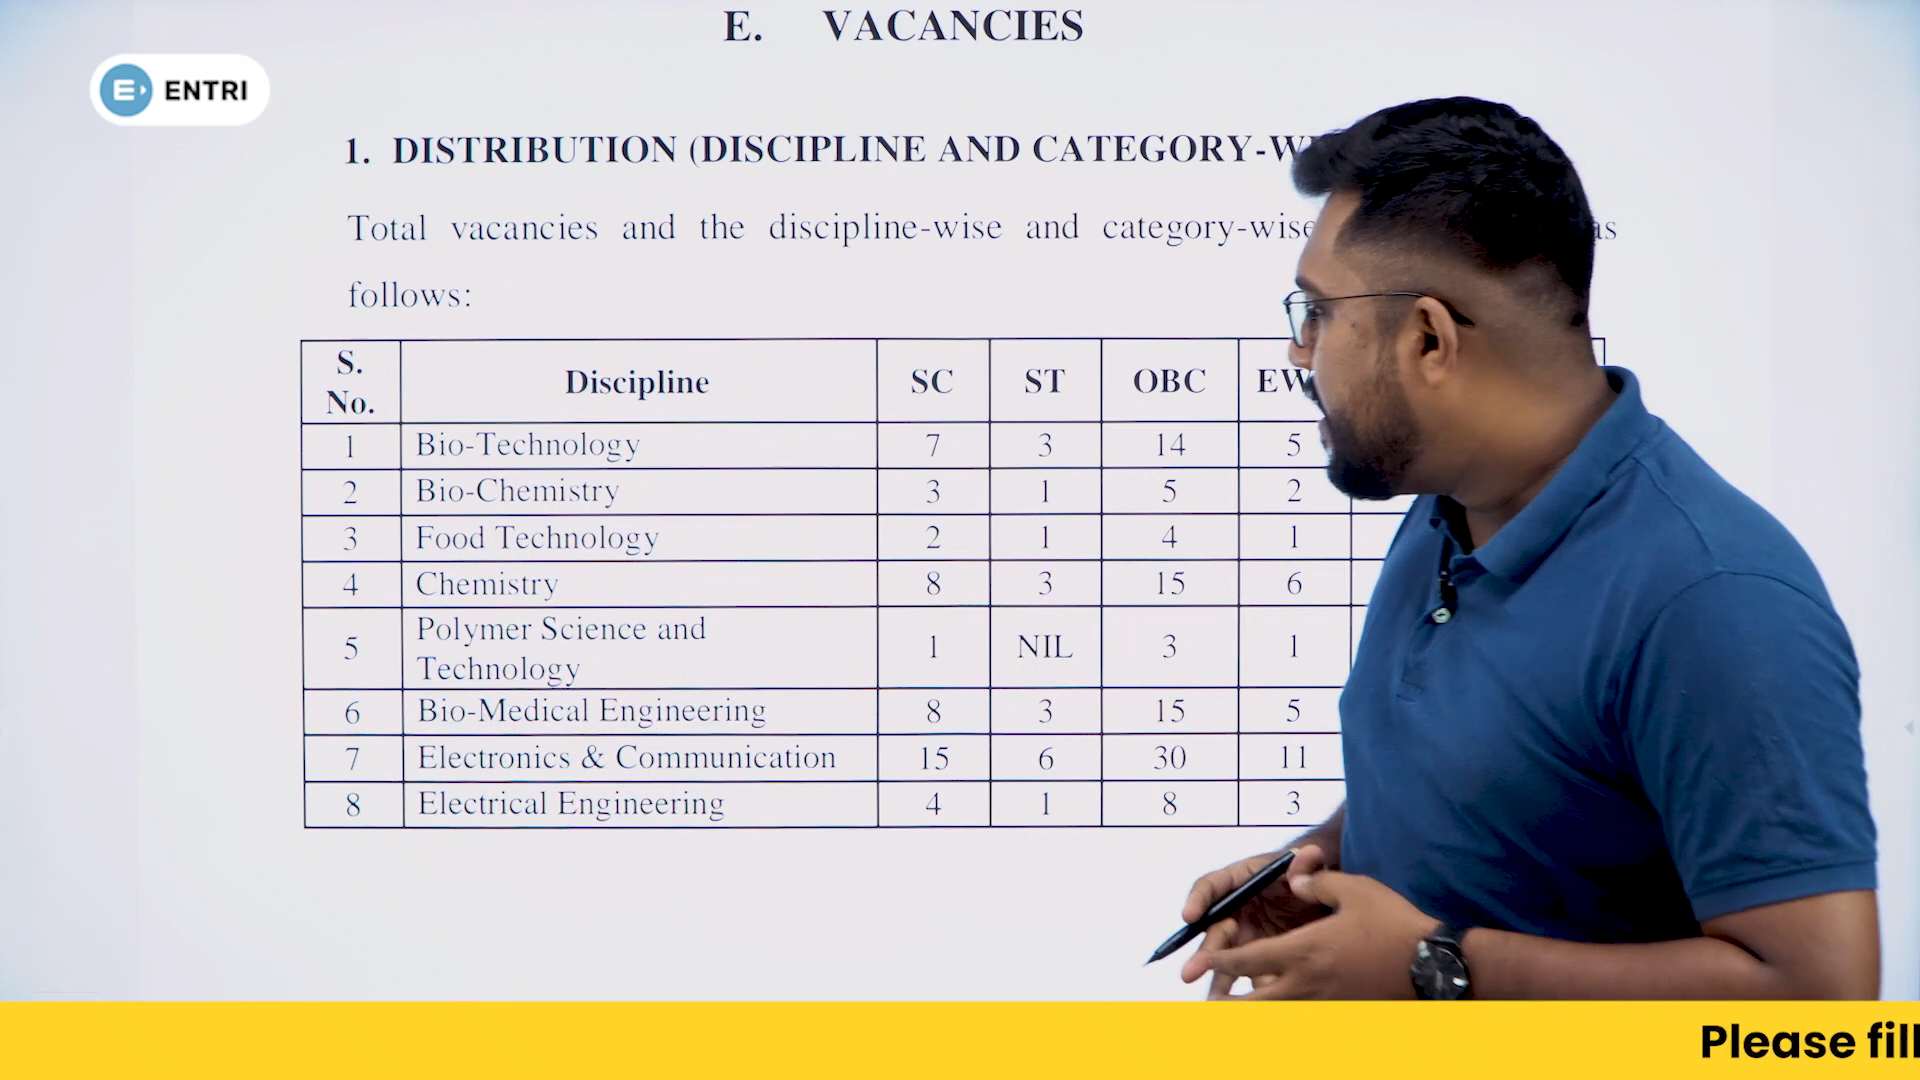 E. VACANCIES
ENTRI
1. DISTRIBUTION (DISCIPLINE AND CATEGORY-
Total vacancies and the discipline-wise and category-wise as
follows:
S. No. Discipline SC ST OBC
1 Bio-Technology 7 3 14 5
2 Bio-Chemistry 3 1 5 2
3 Food Technology 2 1 4 1
4 Chemistry 8 3 15 6
5 Polymer Science and Technology 1 NIL 3 1
6 Bio-Medical Engineering 8 3 15 5
7 Electronics & Communication 15 6 30 11
8 Electrical Engineering 4 1 8 3
Please fill